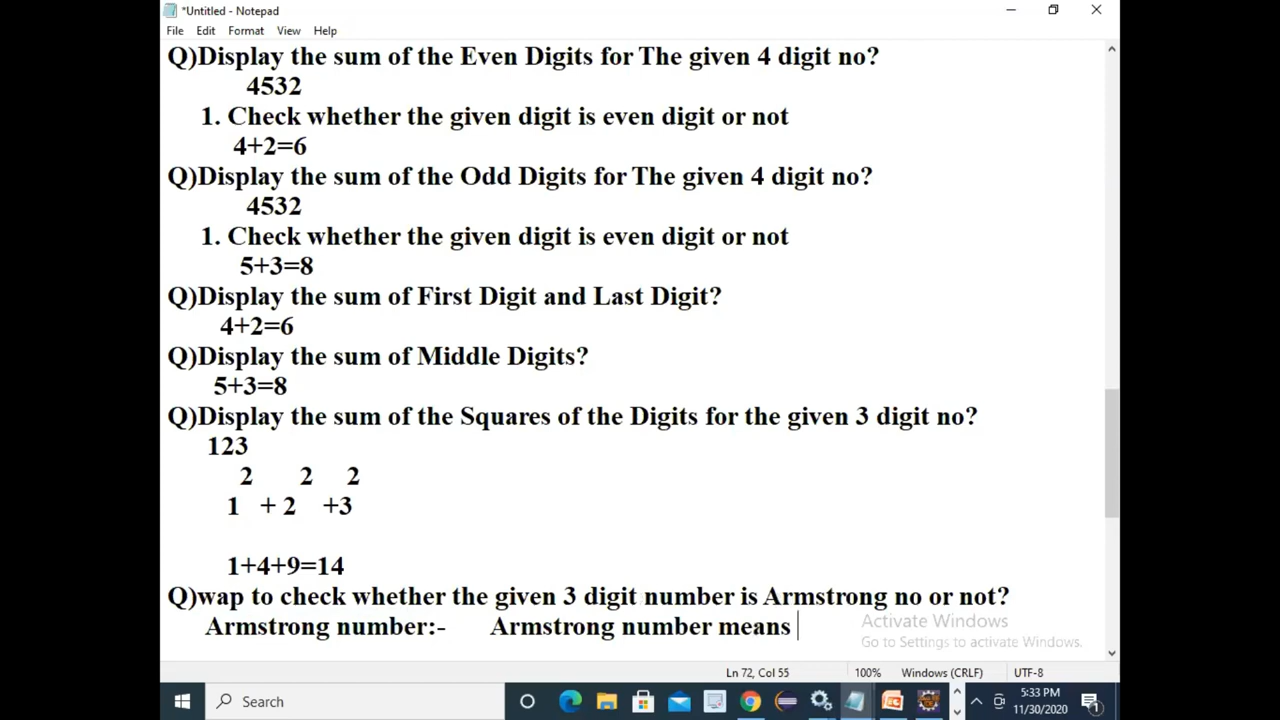 *Untitled - Notepad
File Edit Format View Help
Q)Display the sum of the Even Digits for The given 4 digit no?
4532
1. Check whether the given digit is even digit or not
4+2=6
Q)Display the sum of the Odd Digits for The given 4 digit no?
4532
1. Check whether the given digit is even digit or not
5+3=8
Q)Display the sum of First Digit and Last Digit?
4+2=6
Q)Display the sum of Middle Digits?
5+3=8
Q)Display the sum of the Squares of the Digits for the given 3 digit no?
123
2 2 2
1 + 2 +3
1+4+9=14
Q)wap to check whether the given 3 digit number is Armstrong no or not?
Armstrong number:- Armstrong number means
Activate Windows
Go to Settings to activate Windows.
Ln 72, Col 55 100% Windows (CRLF) UTF-8
Search
5:33 PM
11/30/2020
1